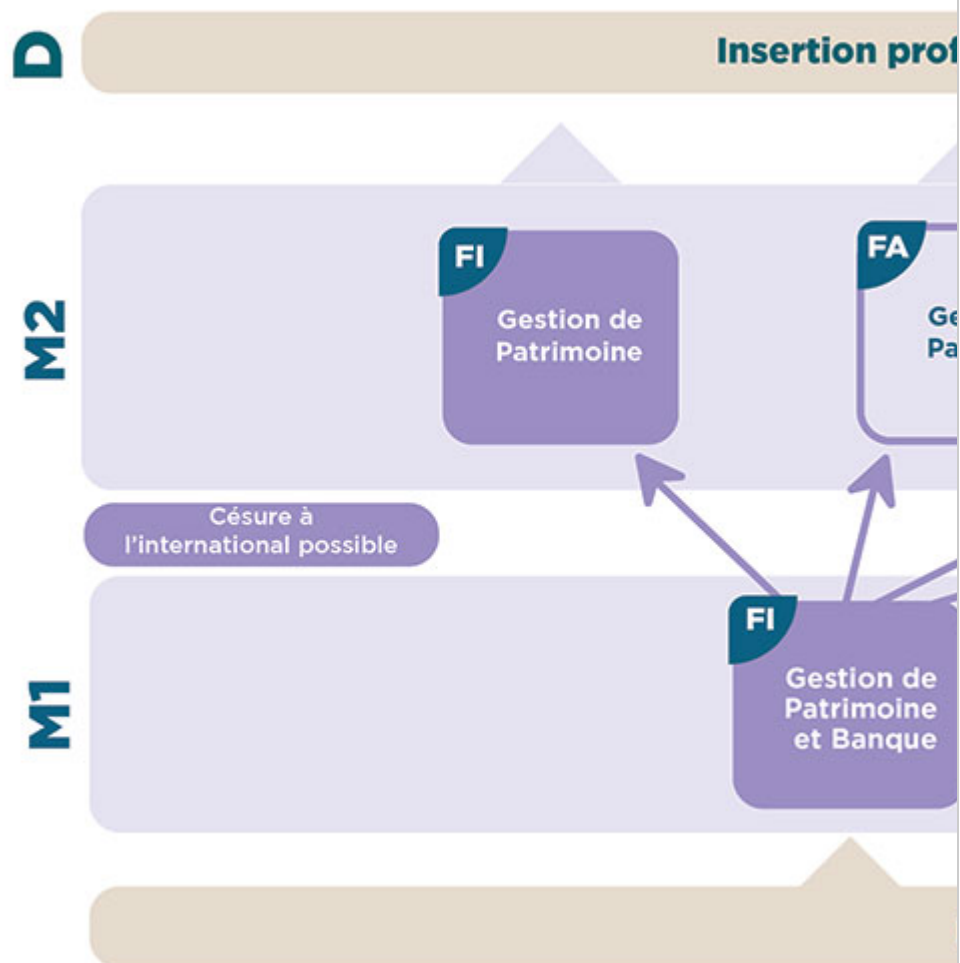 D
Insertion prof
M2
FI
Gestion de
Patrimoine
FA
Ge
Pa
Césure à
l'international possible
M1
FI
Gestion de
Patrimoine
et Banque